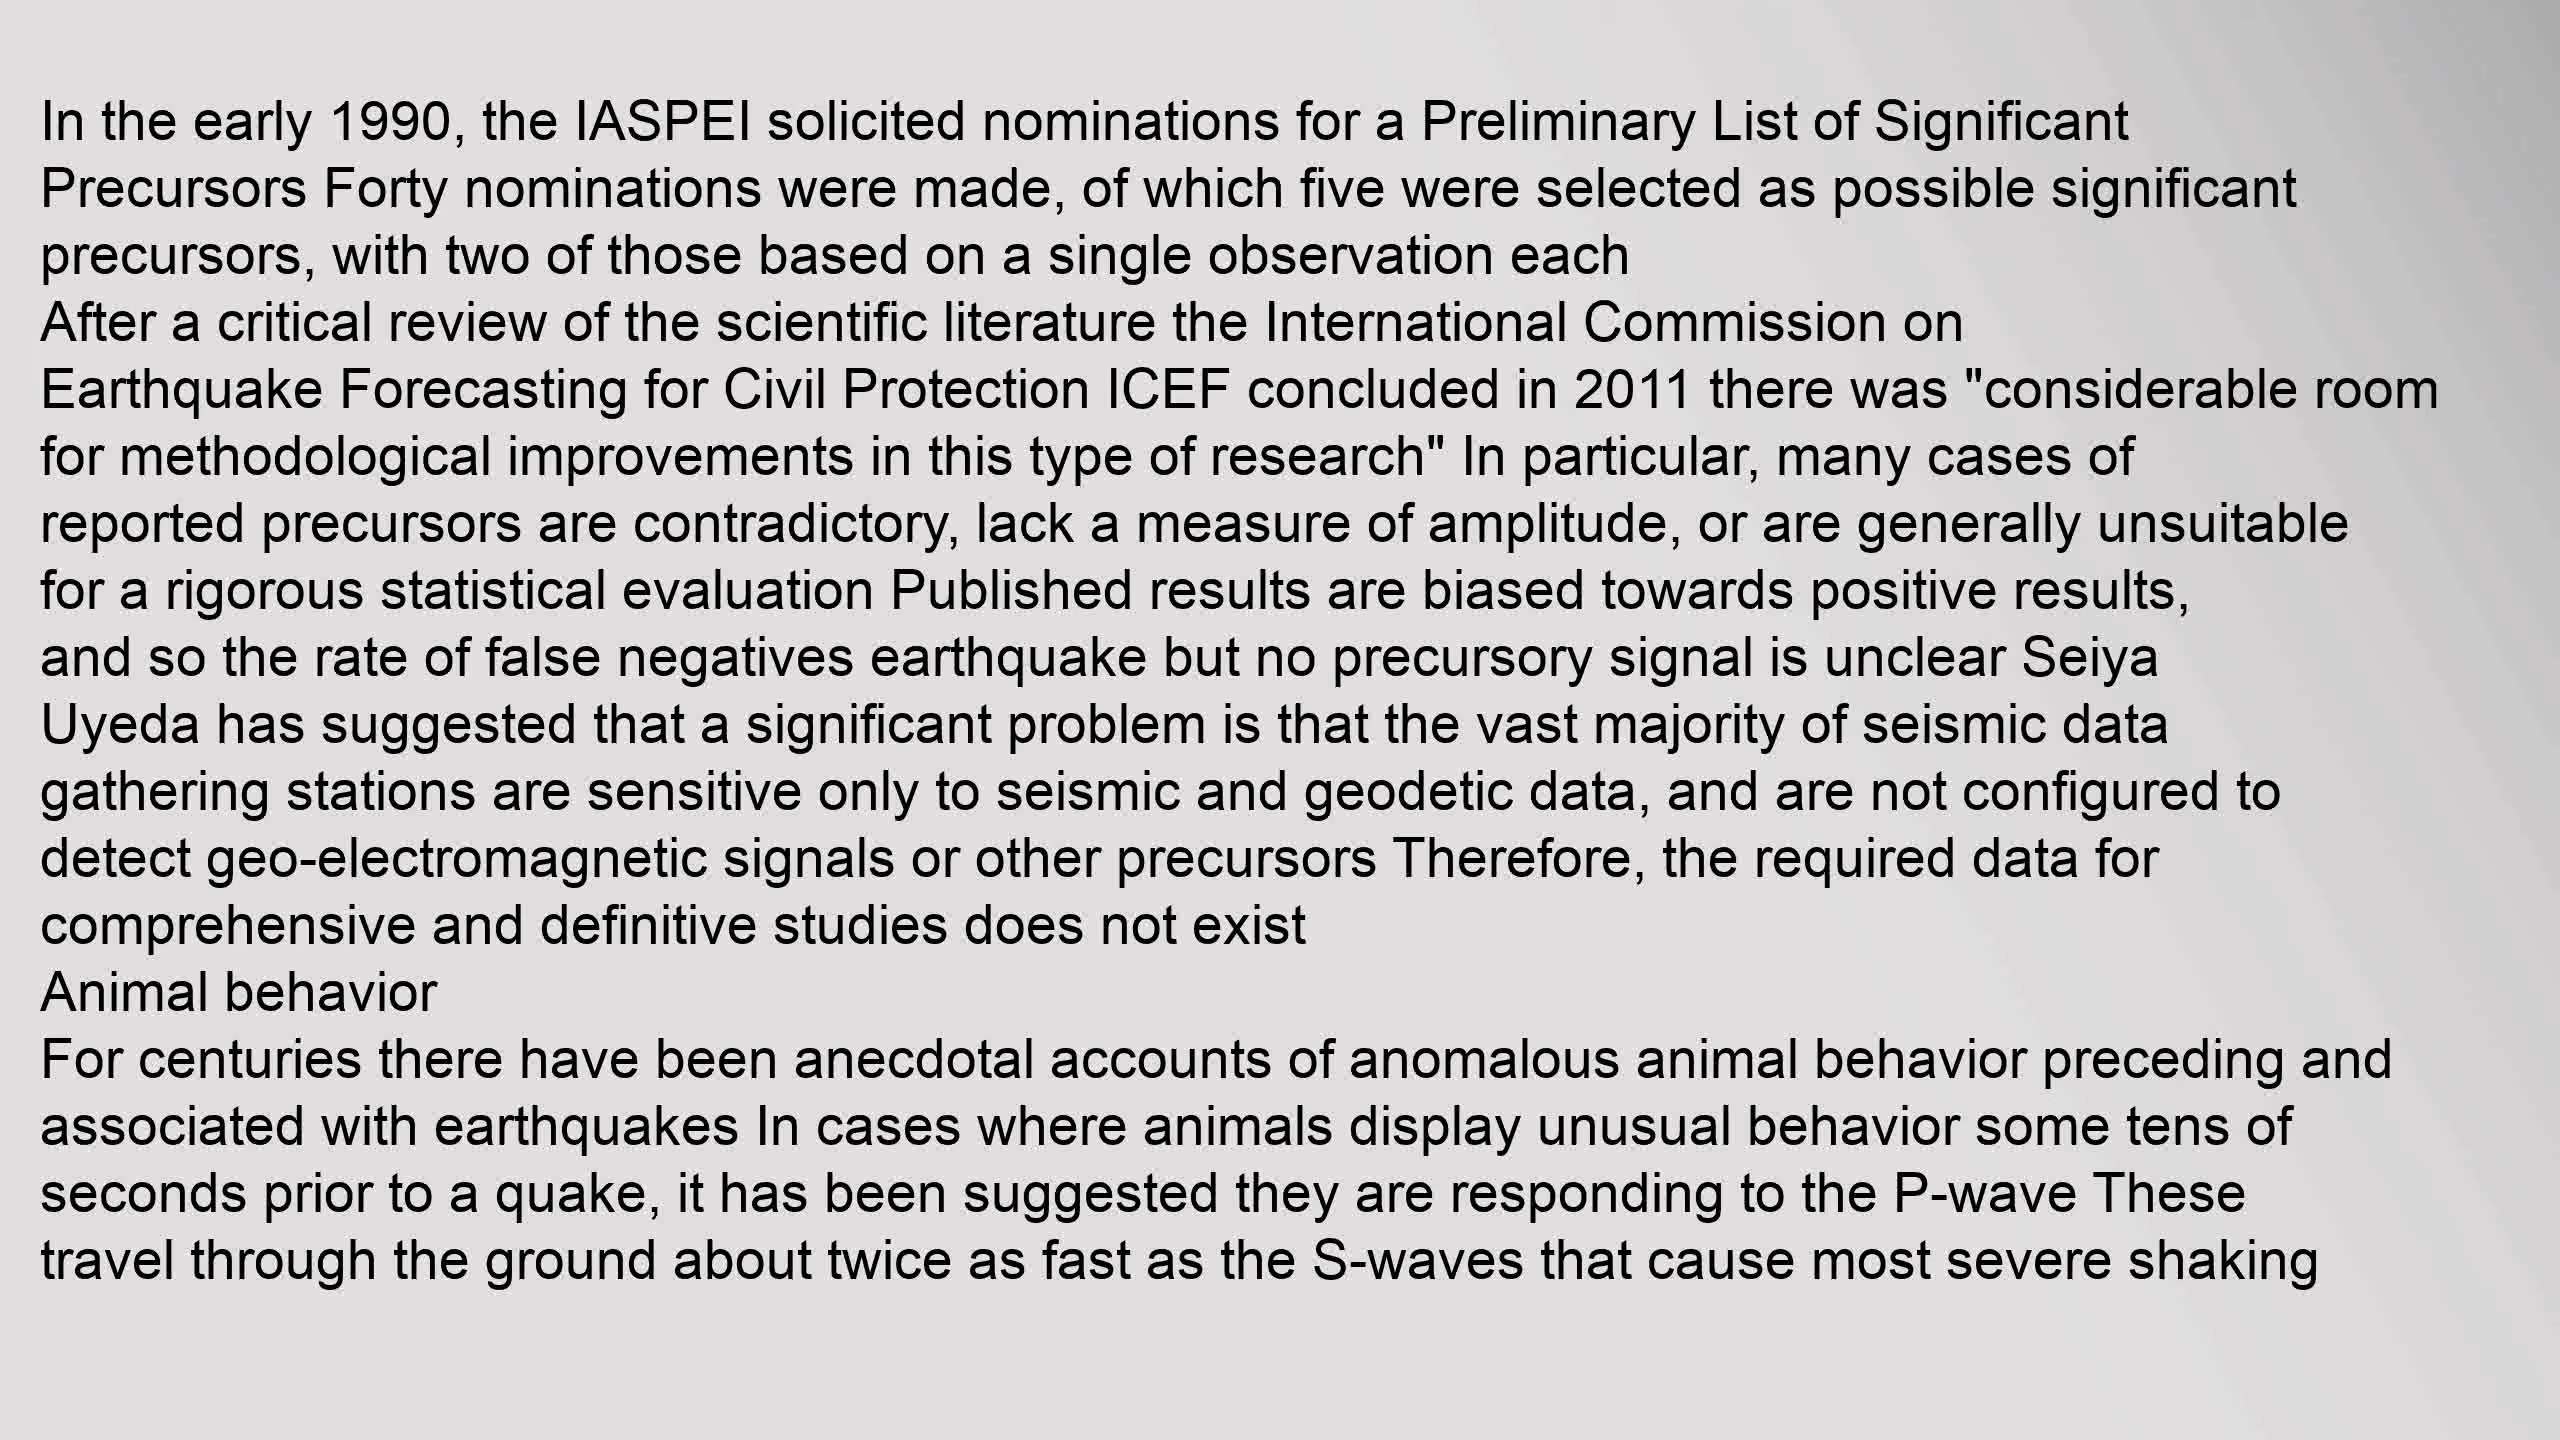 In the early 1990, the IASPEI solicited nominations for a Preliminary List of Significant
Precursors Forty nominations were made, of which five were selected as possible significant
precursors, with two of those based on a single observation each
After a critical review of the scientific literature the International Commission on
Earthquake Forecasting for Civil Protection ICEF concluded in 2011 there was "considerable room
for methodological improvements in this type of research" In particular, many cases of
reported precursors are contradictory, lack a measure of amplitude, or are generally unsuitable
for a rigorous statistical evaluation Published results are biased towards positive results,
and so the rate of false negatives earthquake but no precursory signal is unclear Seiya
Uyeda has suggested that a significant problem is that the vast majority of seismic data
gathering stations are sensitive only to seismic and geodetic data, and are not configured to
detect geo-electromagnetic signals or other precursors Therefore, the required data for
comprehensive and definitive studies does not exist
Animal behavior
For centuries there have been anecdotal accounts of anomalous animal behavior preceding and
associated with earthquakes In cases where animals display unusual behavior some tens of
seconds prior to a quake, it has been suggested they are responding to the P-wave These
travel through the ground about twice as fast as the S-waves that cause most severe shaking